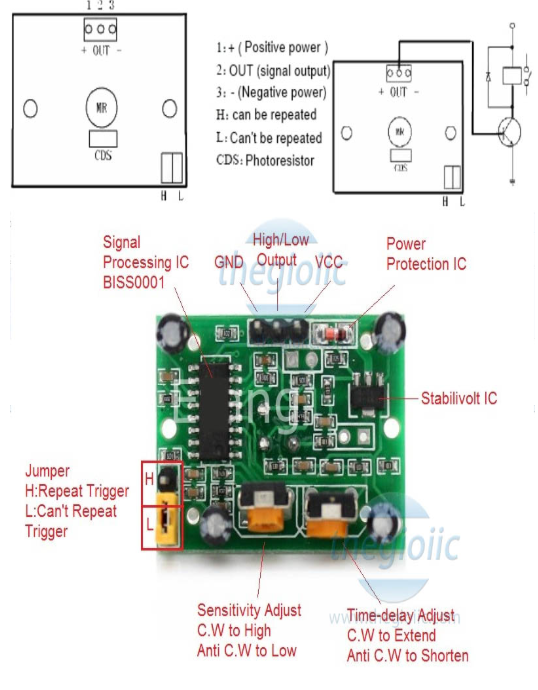 1 2 3
+ OUT -
MR
CDS
H L
1: + ( Positive power )
2: OUT (signal output)
3: - (Negative power)
H: can be repeated
L: Can't be repeated
CDS: Photoresistor
+ OUT -
MR
CDS
H L
Signal
Processing IC
BISS0001
GND
High/Low
Output
VCC
Power
Protection IC
thegioiic
Stabilivolt IC
Jumper
H:Repeat Trigger
L:Can't Repeat
Trigger
H
L
thegioiic
Sensitivity Adjust
C.W to High
Anti C.W to Low
Time-delay Adjust
C.W to Extend
Anti C.W to Shorten